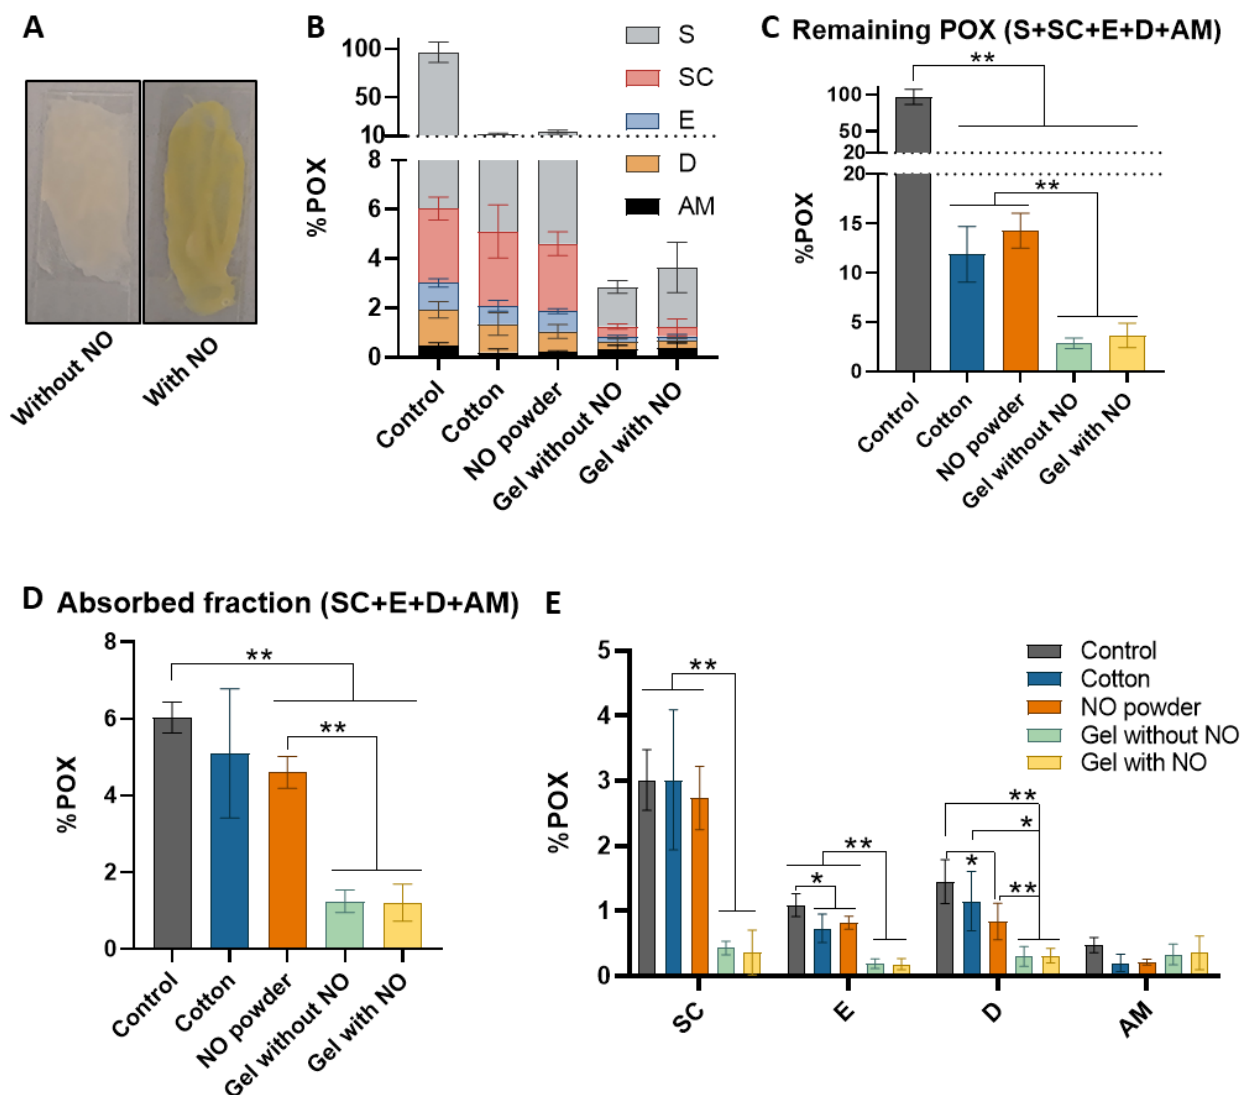 A
Without NO
With NO
B
%POX
100
50
10
8
6
4
2
0
Control
Cotton
NO powder
Gel without NO
Gel with NO
S
SC
E
D
AM
C Remaining POX (S+SC+E+D+AM)
%POX
100
50
20
20
15
10
5
0
**
**
Control
Cotton
NO powder
Gel without NO
Gel with NO
D Absorbed fraction (SC+E+D+AM)
%POX
8
6
4
2
0
**
**
Control
Cotton
NO powder
Gel without NO
Gel with NO
E
%POX
5
4
3
2
1
0
**
**
*
**
*
*
**
SC
E
D
AM
Control
Cotton
NO powder
Gel without NO
Gel with NO